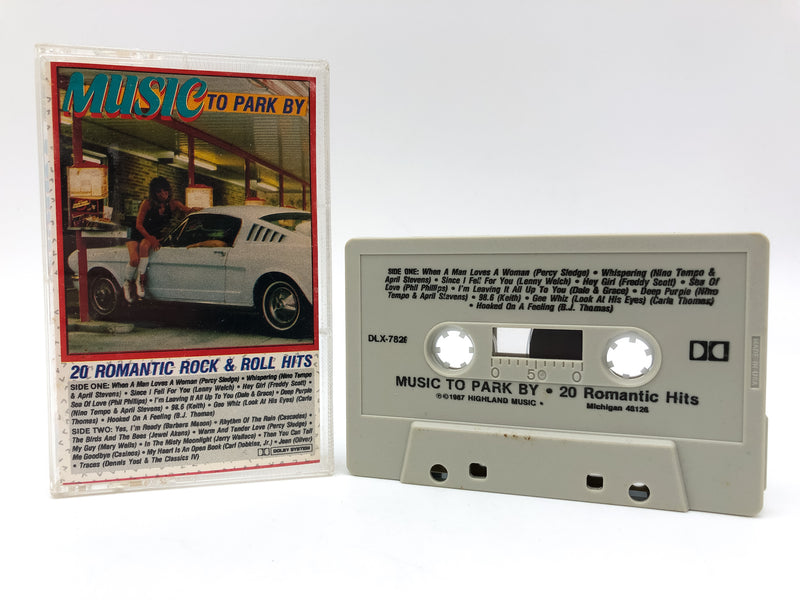 MUSIC TO PARK BY
20 ROMANTIC ROCK & ROLL HITS
SIDE ONE: When A Man Loves A Woman (Percy Sledge) • Whispering (Nino Tempo
& April Stevens) • Since I Fell For You (Lenny Welch) • Hey Girl (Freddy Scott) •
Sea Of Love (Phil Phillips) • I'm Leaving It All Up To You (Dale & Grace) • Deep Purple
(Nino Tempo & April Stevens) • 98.6 (Keith) • Gee Whiz (Look At His Eyes) (Carla
Thomas) • Hooked On A Feeling (B.J. Thomas)
SIDE TWO: Yes, I'm Ready (Barbara Mason) • Rhythm Of The Rain (Cascades) •
The Birds And The Bees (Jewel Akens) • Warm And Tender Love (Percy Sledge) •
My Guy (Mary Wells) • In The Misty Moonlight (Jerry Wallace) • Then You Can Tell
Me Goodbye (Casinos) • My Heart Is An Open Book (Carl Dobkins, Jr.) • Jean (Oliver)
• Traces (Dennis Yost & The Classics IV)
DOLBY SYSTEM
SIDE ONE: When A Man Loves A Woman (Percy Sledge) • Whispering (Nino Tempo &
April Stevens) • Since I Fell For You (Lenny Welch) • Hey Girl (Freddy Scott) • Sea Of
Love (Phil Phillips) • I'm Leaving It All Up To You (Dale & Grace) • Deep Purple (Nino
Tempo & April Stevens) • 98.6 (Keith) • Gee Whiz (Look At His Eyes) (Carla Thomas) •
Hooked On A Feeling (B.J. Thomas)
DLX-7826
0 50 0
MUSIC TO PARK BY • 20 Romantic Hits
℗©1987 HIGHLAND MUSIC •
Michigan 48126